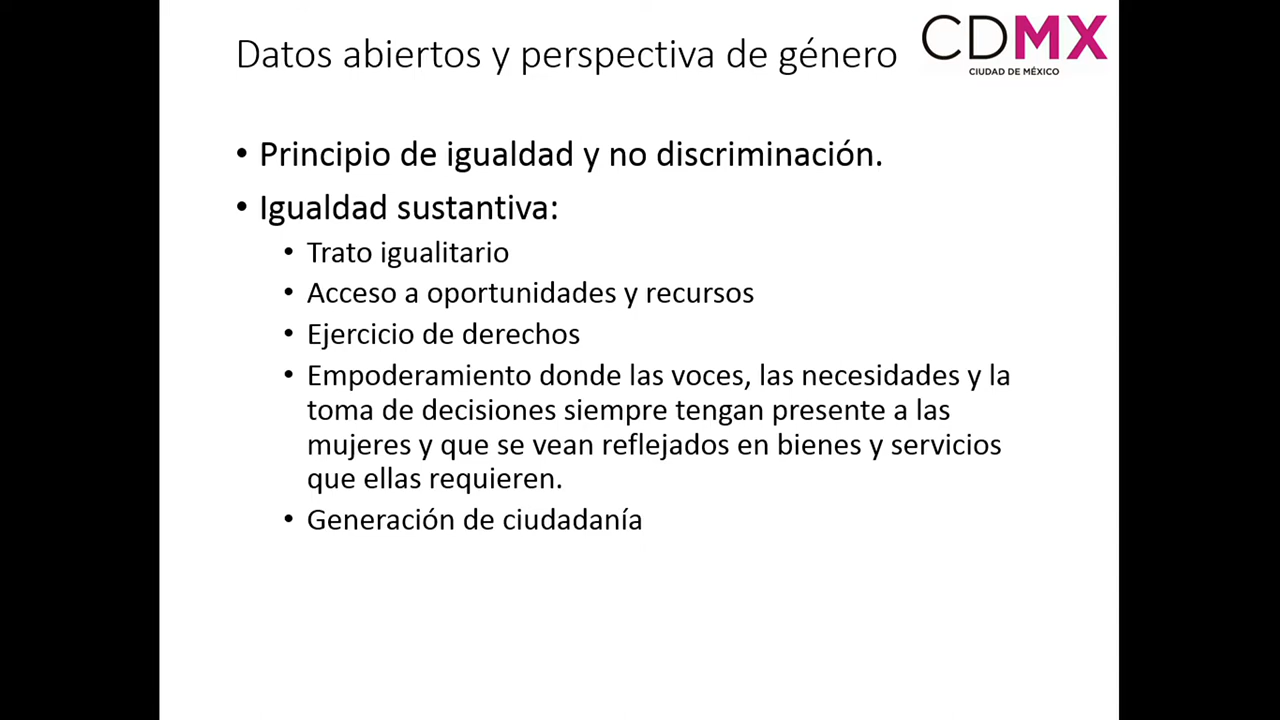 Datos abiertos y perspectiva de género
CDMX
CIUDAD DE MÉXICO
• Principio de igualdad y no discriminación.
• Igualdad sustantiva:
• Trato igualitario
• Acceso a oportunidades y recursos
• Ejercicio de derechos
• Empoderamiento donde las voces, las necesidades y la
toma de decisiones siempre tengan presente a las
mujeres y que se vean reflejados en bienes y servicios
que ellas requieren.
• Generación de ciudadanía